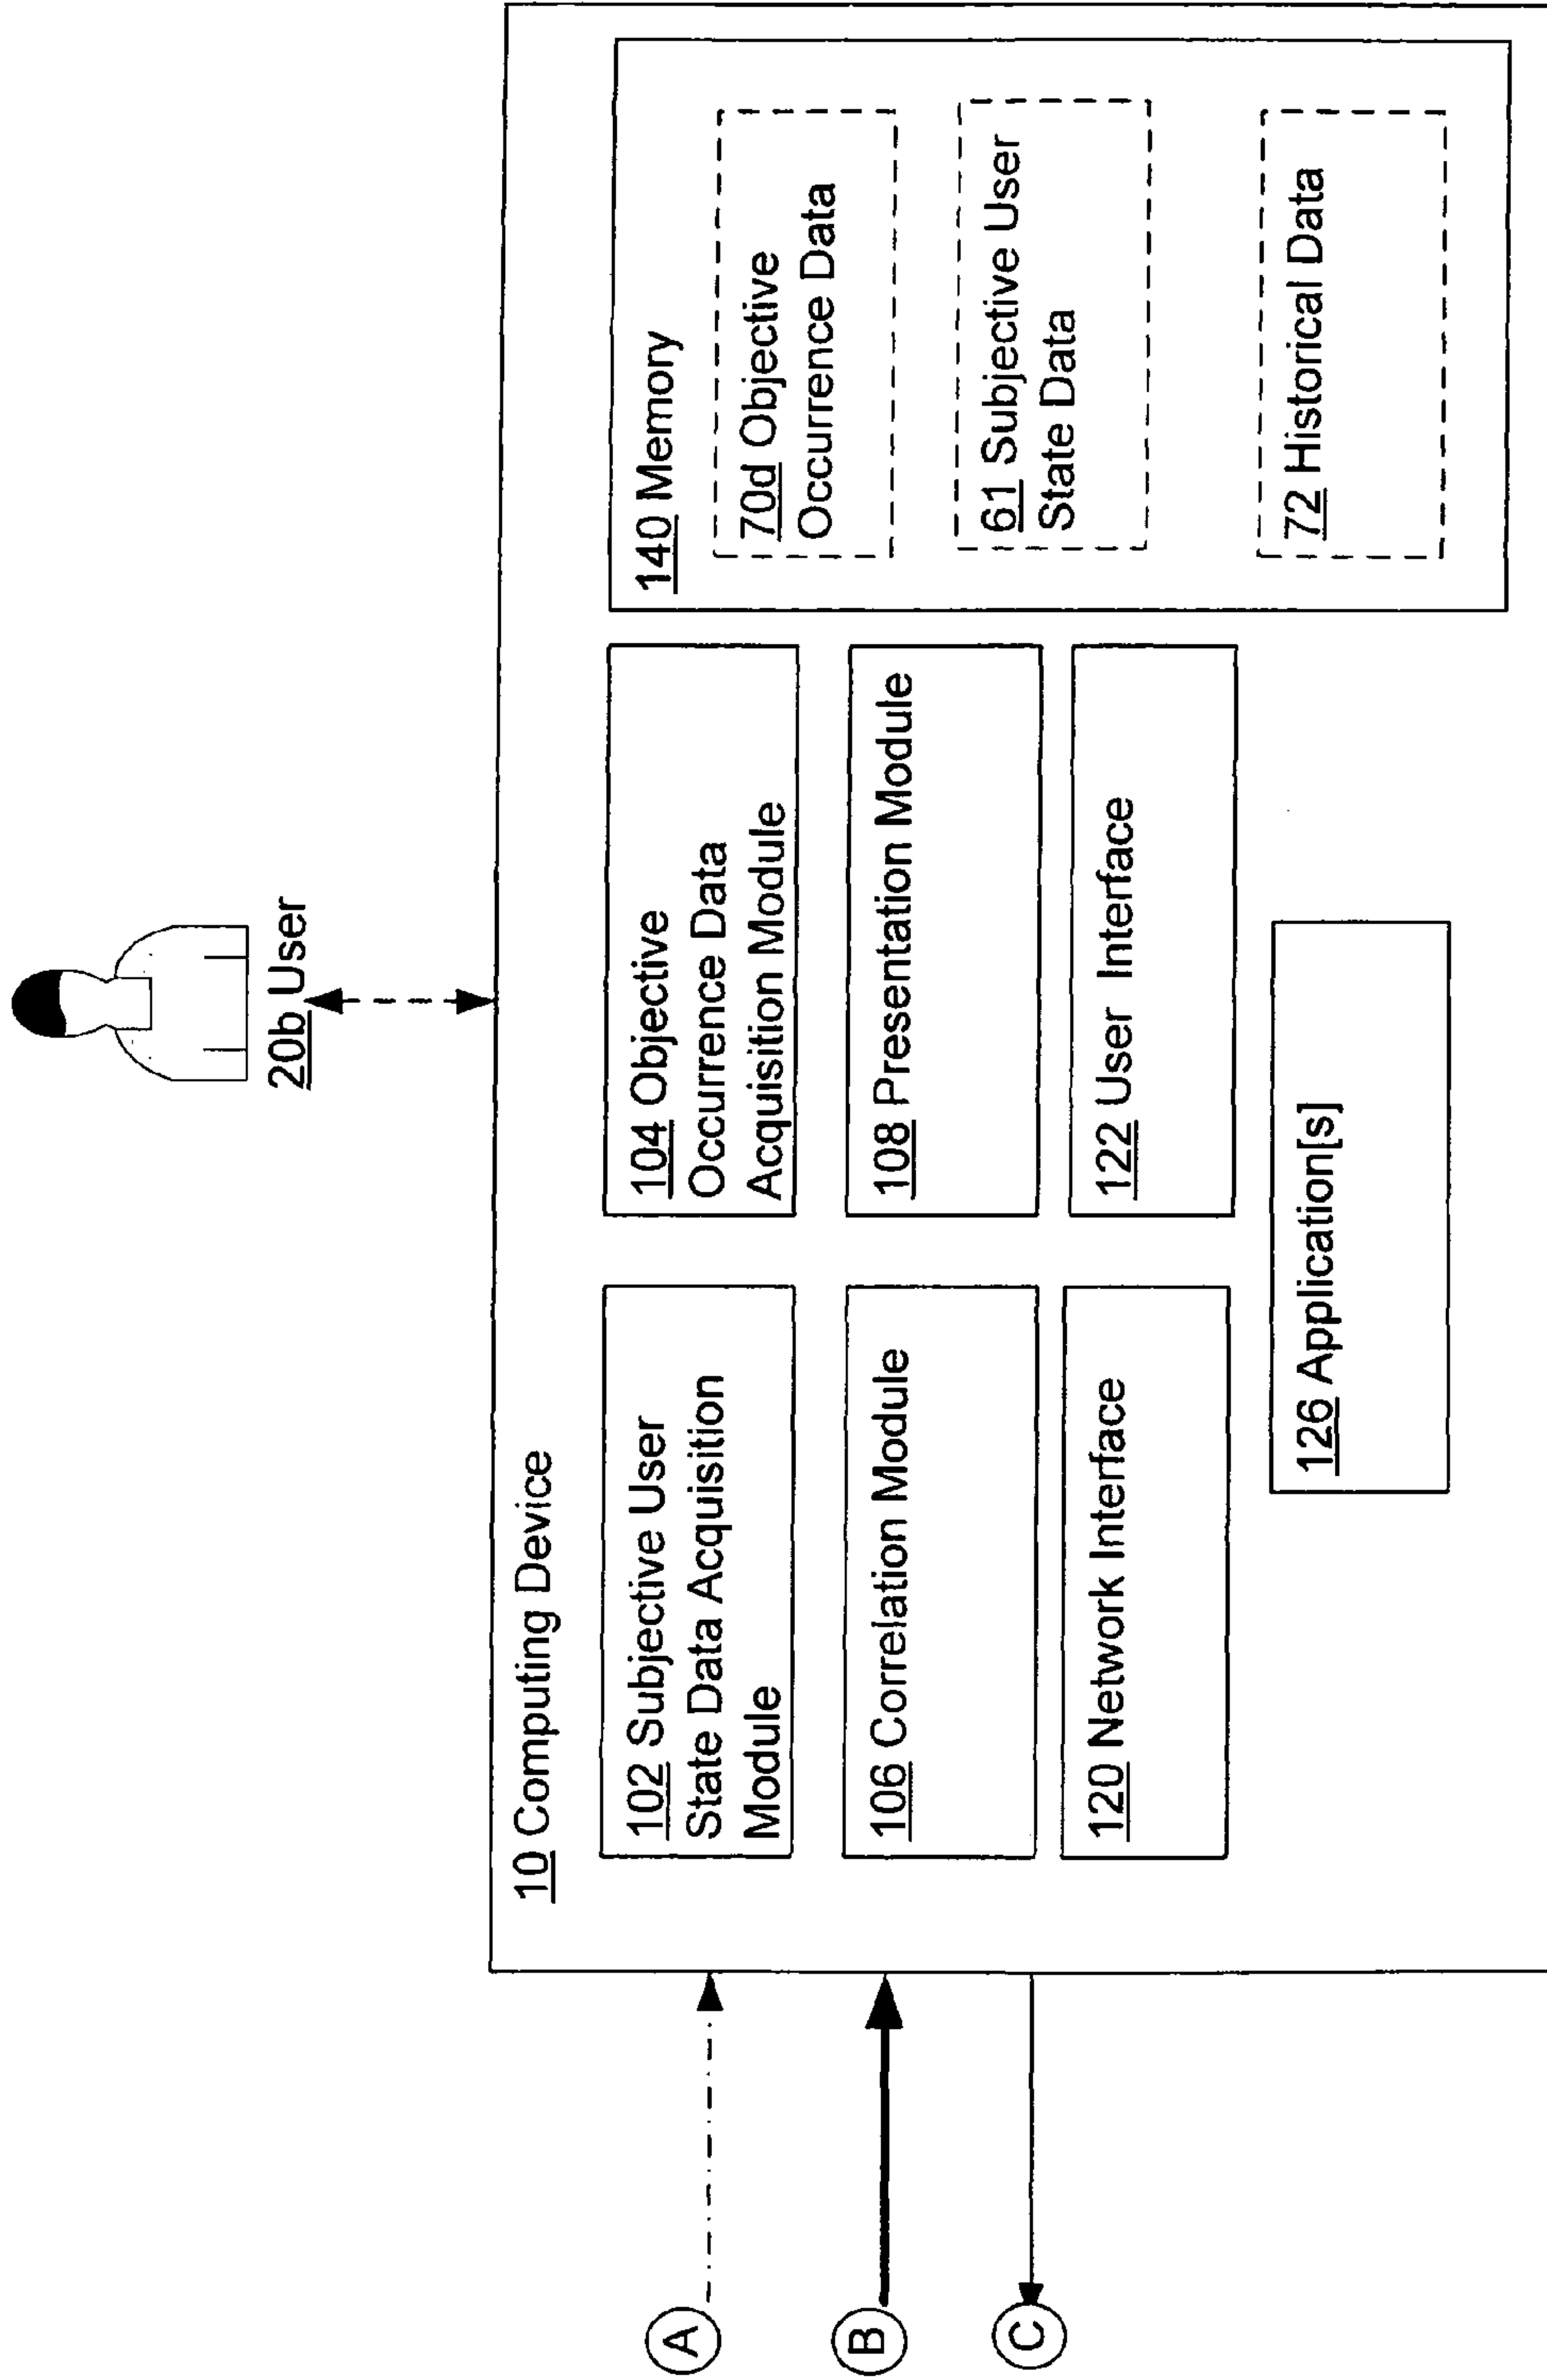 20b User
10 Computing Device
102 Subjective User
State Data Acquisition
Module
104 Objective
Occurrence Data
Acquisition Module
106 Correlation Module
108 Presentation Module
120 Network Interface
122 User Interface
126 Application[s]
140 Memory
70d Objective
Occurrence Data
61 Subjective User
State Data
72 Historical Data
A
B
C